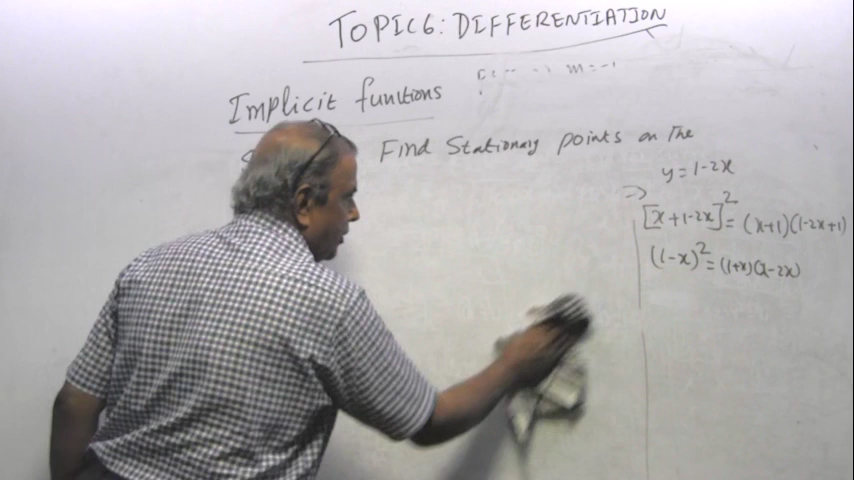 TOPIC 6: DIFFERENTIATION
Implicit functions
m = -1
Find Stationary points on The
y = 1-2x
⇒
[x+1-2x]² = (x+1)(1-2x+1)
(1-x)² = (1+x)(2-2x)